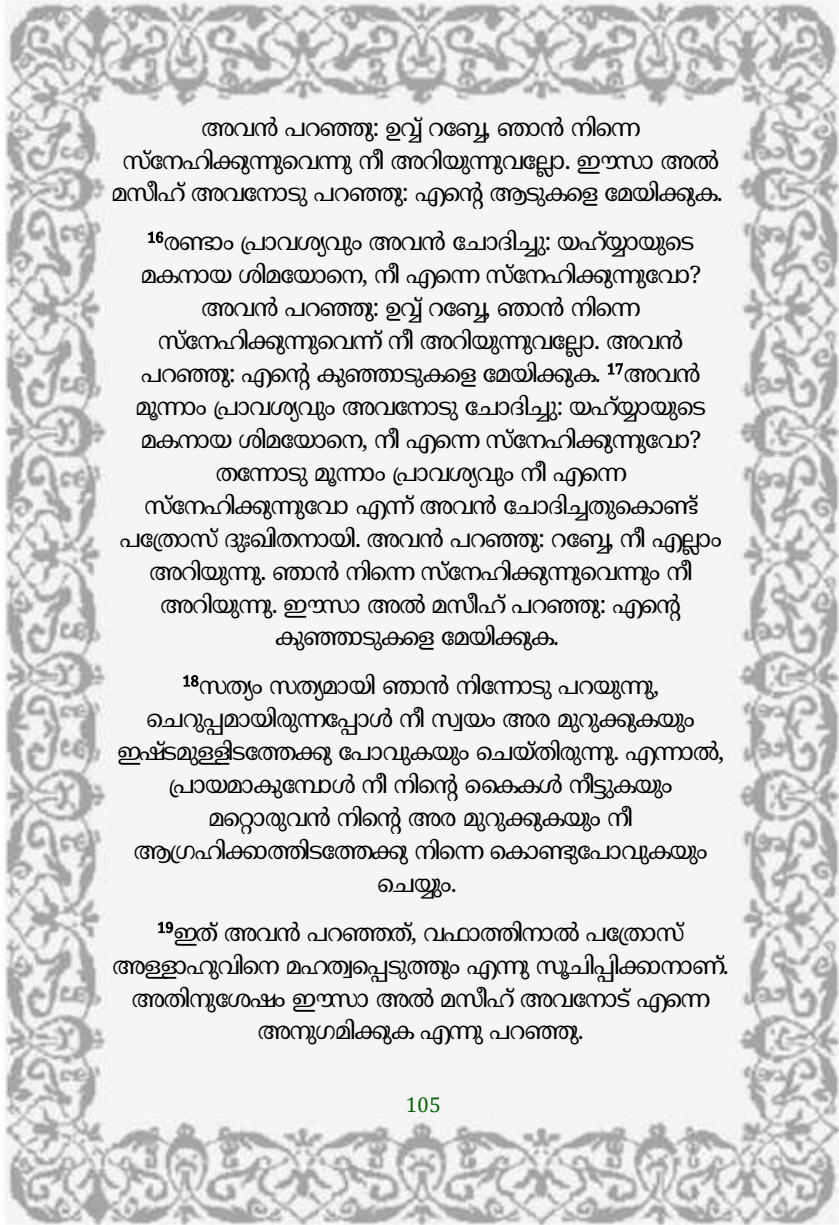 അവൻ പറഞ്ഞു: ഉവ്വ് റബ്ബേ, ഞാൻ നിന്നെ
സ്നേഹിക്കുന്നുവെന്നു നീ അറിയുന്നുവല്ലോ. ഈസാ അൽ
മസീഹ് അവനോടു പറഞ്ഞു: എന്റെ ആടുകളെ മേയിക്കുക.
16രണ്ടാം പ്രാവശ്യവും അവൻ ചോദിച്ചു: യഹ്യ്യായുടെ
മകനായ ശിമയോനെ, നീ എന്നെ സ്നേഹിക്കുന്നുവോ?
അവൻ പറഞ്ഞു: ഉവ്വ് റബ്ബേ, ഞാൻ നിന്നെ
സ്നേഹിക്കുന്നുവെന്ന് നീ അറിയുന്നുവല്ലോ. അവൻ
പറഞ്ഞു: എന്റെ കുഞ്ഞാടുകളെ മേയിക്കുക. 17അവൻ
മൂന്നാം പ്രാവശ്യവും അവനോടു ചോദിച്ചു: യഹ്യ്യായുടെ
മകനായ ശിമയോനെ, നീ എന്നെ സ്നേഹിക്കുന്നുവോ?
തന്നോടു മൂന്നാം പ്രാവശ്യവും നീ എന്നെ
സ്നേഹിക്കുന്നുവോ എന്ന് അവൻ ചോദിച്ചതുകൊണ്ട്
പത്രോസ് ദുഃഖിതനായി. അവൻ പറഞ്ഞു: റബ്ബേ, നീ എല്ലാം
അറിയുന്നു. ഞാൻ നിന്നെ സ്നേഹിക്കുന്നുവെന്നും നീ
അറിയുന്നു. ഈസാ അൽ മസീഹ് പറഞ്ഞു: എന്റെ
കുഞ്ഞാടുകളെ മേയിക്കുക.
18സത്യം സത്യമായി ഞാൻ നിന്നോടു പറയുന്നു,
ചെറുപ്പമായിരുന്നപ്പോൾ നീ സ്വയം അര മുറുക്കുകയും
ഇഷ്ടമുള്ളിടത്തേക്കു പോവുകയും ചെയ്തിരുന്നു. എന്നാൽ,
പ്രായമാകുമ്പോൾ നീ നിന്റെ കൈകൾ നീട്ടുകയും
മറ്റൊരുവൻ നിന്റെ അര മുറുക്കുകയും നീ
ആഗ്രഹിക്കാത്തിടത്തേക്കു നിന്നെ കൊണ്ടുപോവുകയും
ചെയ്യും.
19ഇത് അവൻ പറഞ്ഞത്, വഫാത്തിനാൽ പത്രോസ്
അള്ളാഹുവിനെ മഹത്വപ്പെടുത്തും എന്നു സൂചിപ്പിക്കാനാണ്.
അതിനുശേഷം ഈസാ അൽ മസീഹ് അവനോട് എന്നെ
അനുഗമിക്കുക എന്നു പറഞ്ഞു.
105